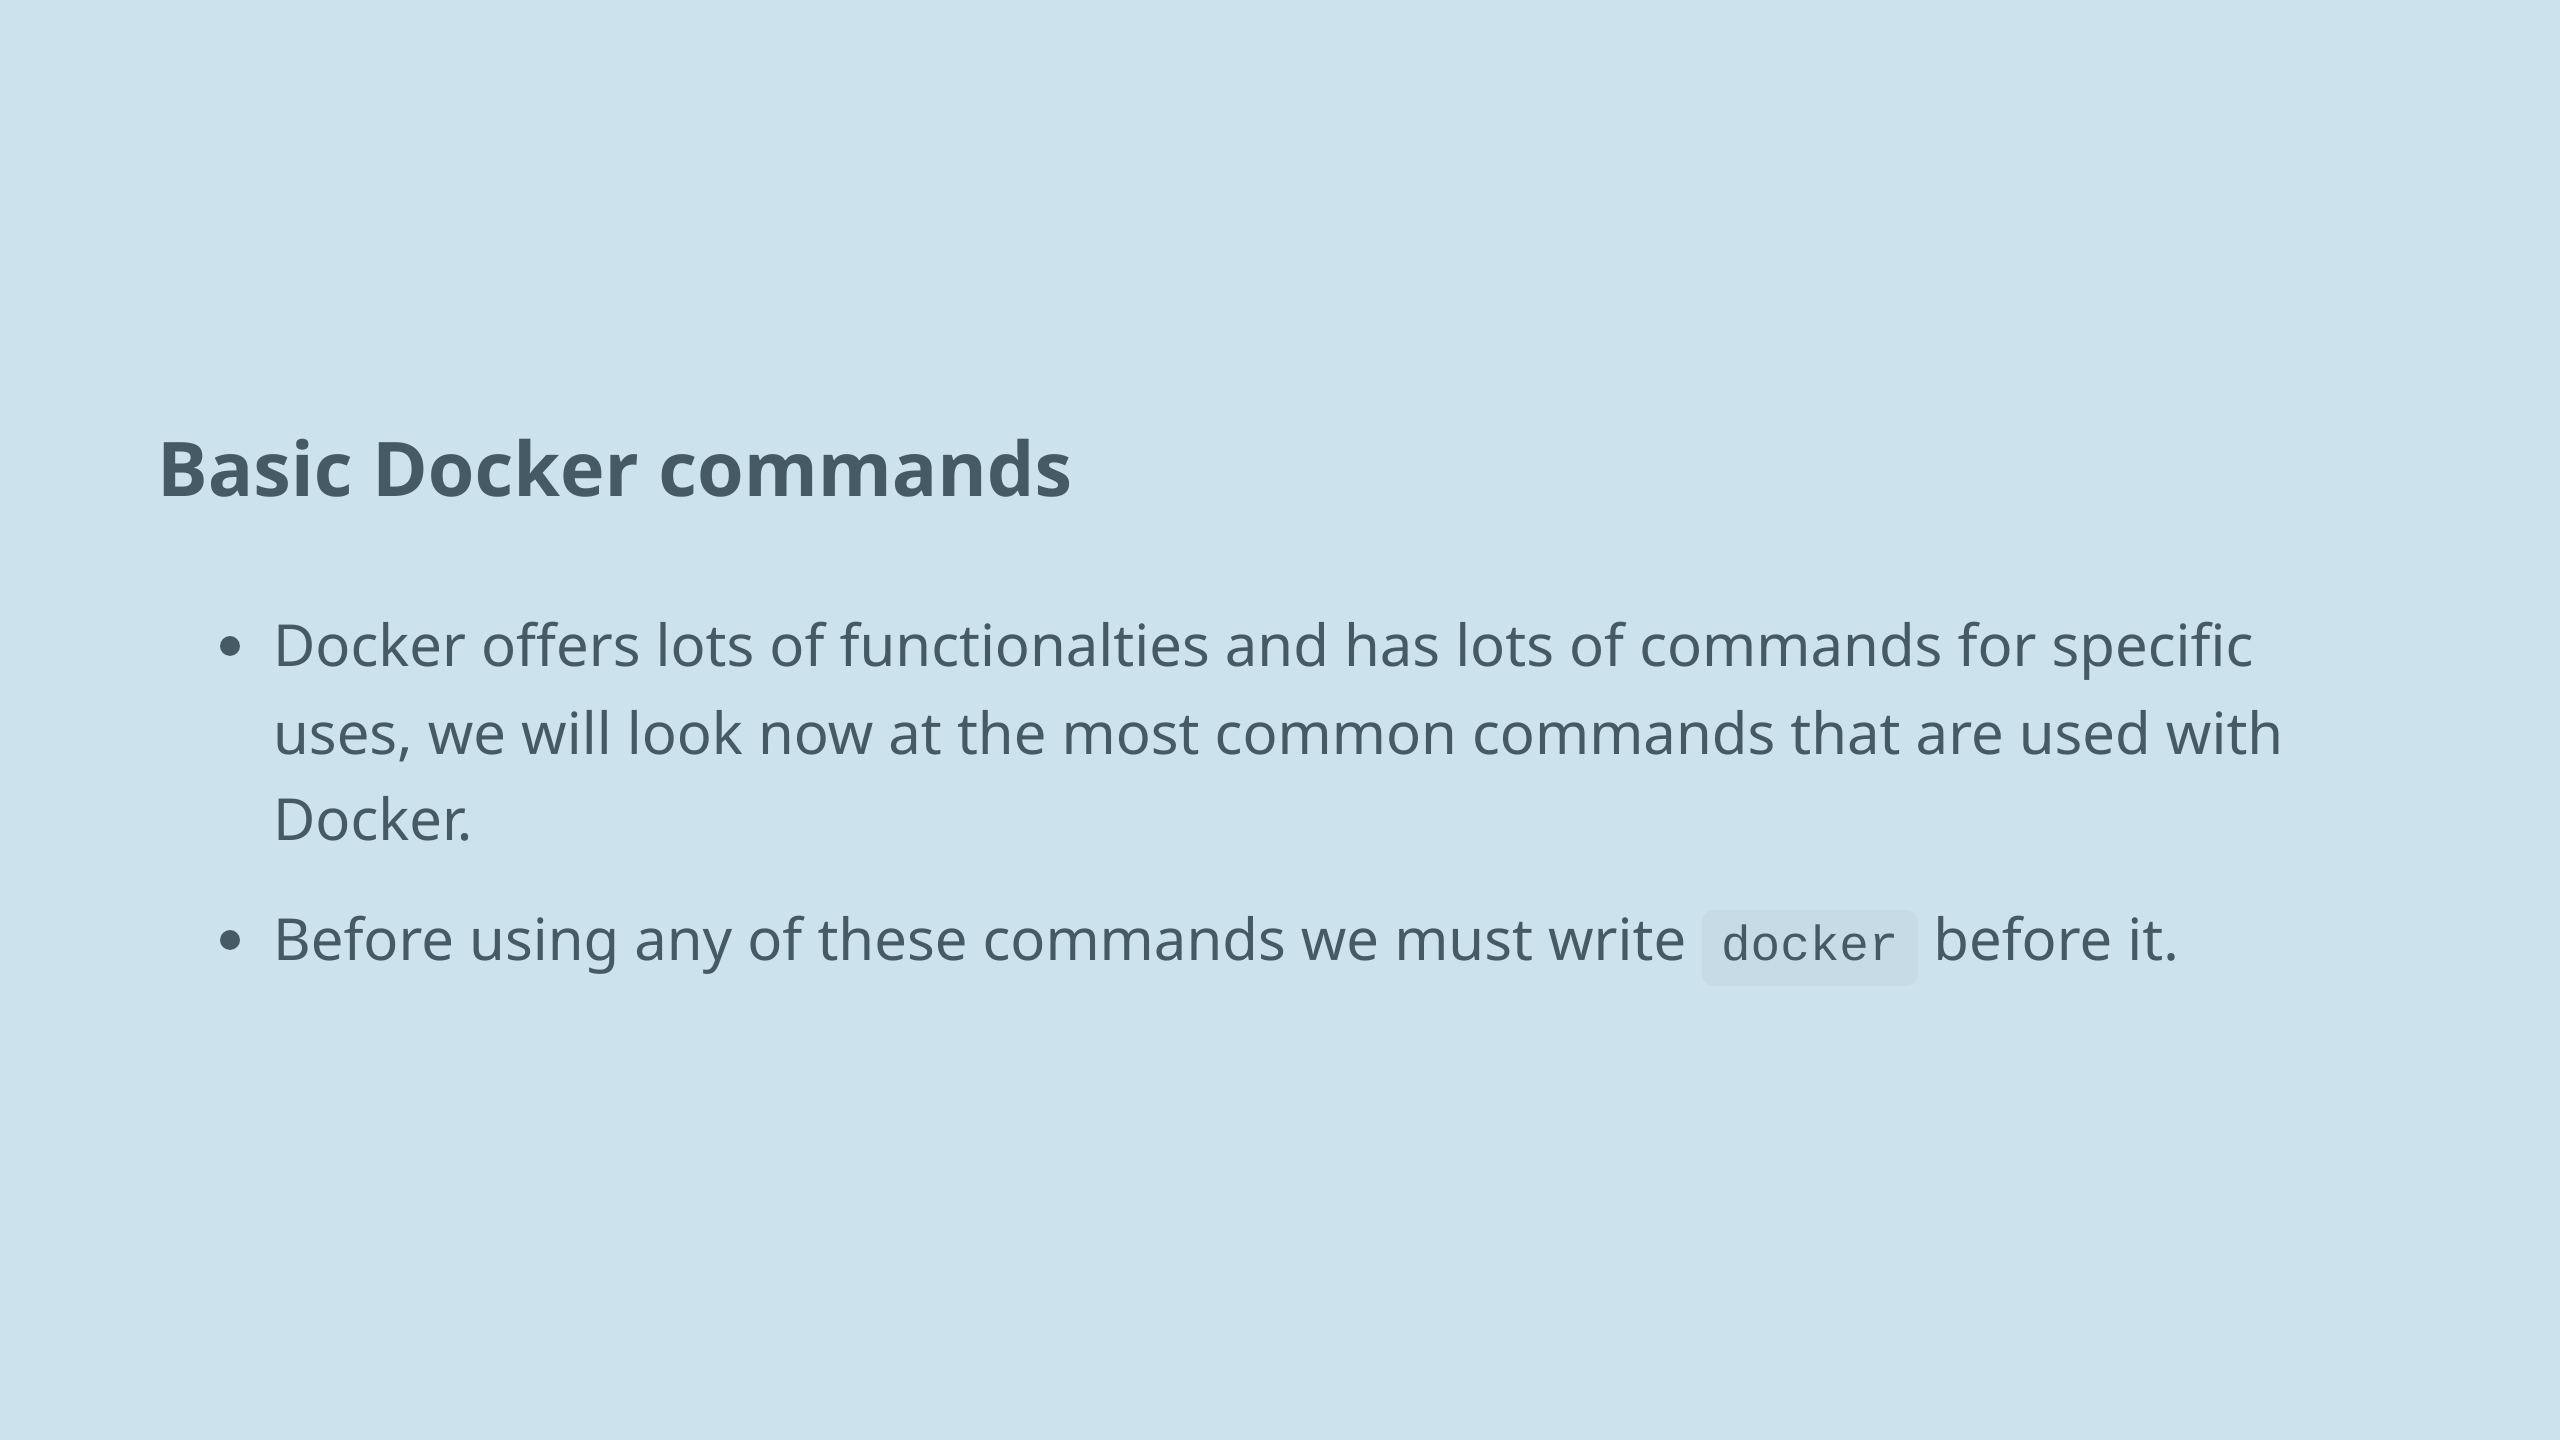 Basic Docker commands
• Docker offers lots of functionalties and has lots of commands for specific
uses, we will look now at the most common commands that are used with
Docker.
• Before using any of these commands we must write docker before it.